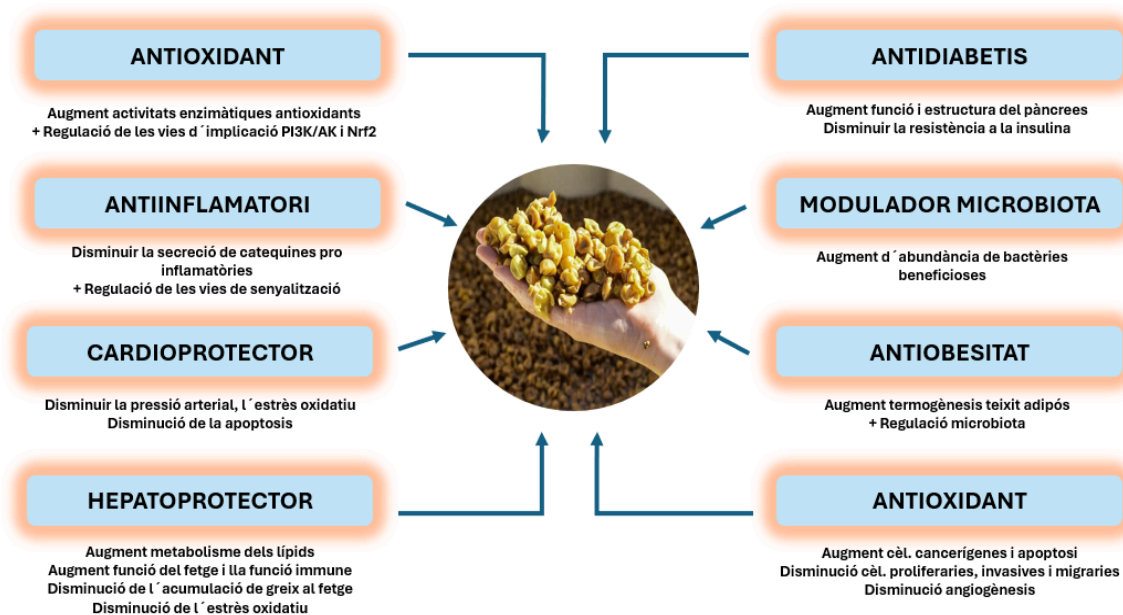 ANTIOXIDANT
Augment activitats enzimàtiques antioxidants
+ Regulació de les vies d´implicació PI3K/AK i Nrf2
ANTIINFLAMATORI
Disminuir la secreció de catequines pro
inflamatòries
+ Regulació de les vies de senyalització
CARDIOPROTECTOR
Disminuir la pressió arterial, l´estrès oxidatiu
Disminució de la apoptosis
HEPATOPROTECTOR
Augment metabolisme dels lípids
Augment funció del fetge i lla funció immune
Disminució de l´acumulació de greix al fetge
Disminució de l´estrès oxidatiu
ANTIDIABETIS
Augment funció i estructura del pàncrees
Disminuir la resistència a la insulina
MODULADOR MICROBIOTA
Augment d´abundància de bactèries
beneficioses
ANTIOBESITAT
Augment termogènesis teixit adipós
+ Regulació microbiota
ANTIOXIDANT
Augment cèl. cancerígenes i apoptosi
Disminució cèl. proliferaries, invasives i migraries
Disminució angiogènesis